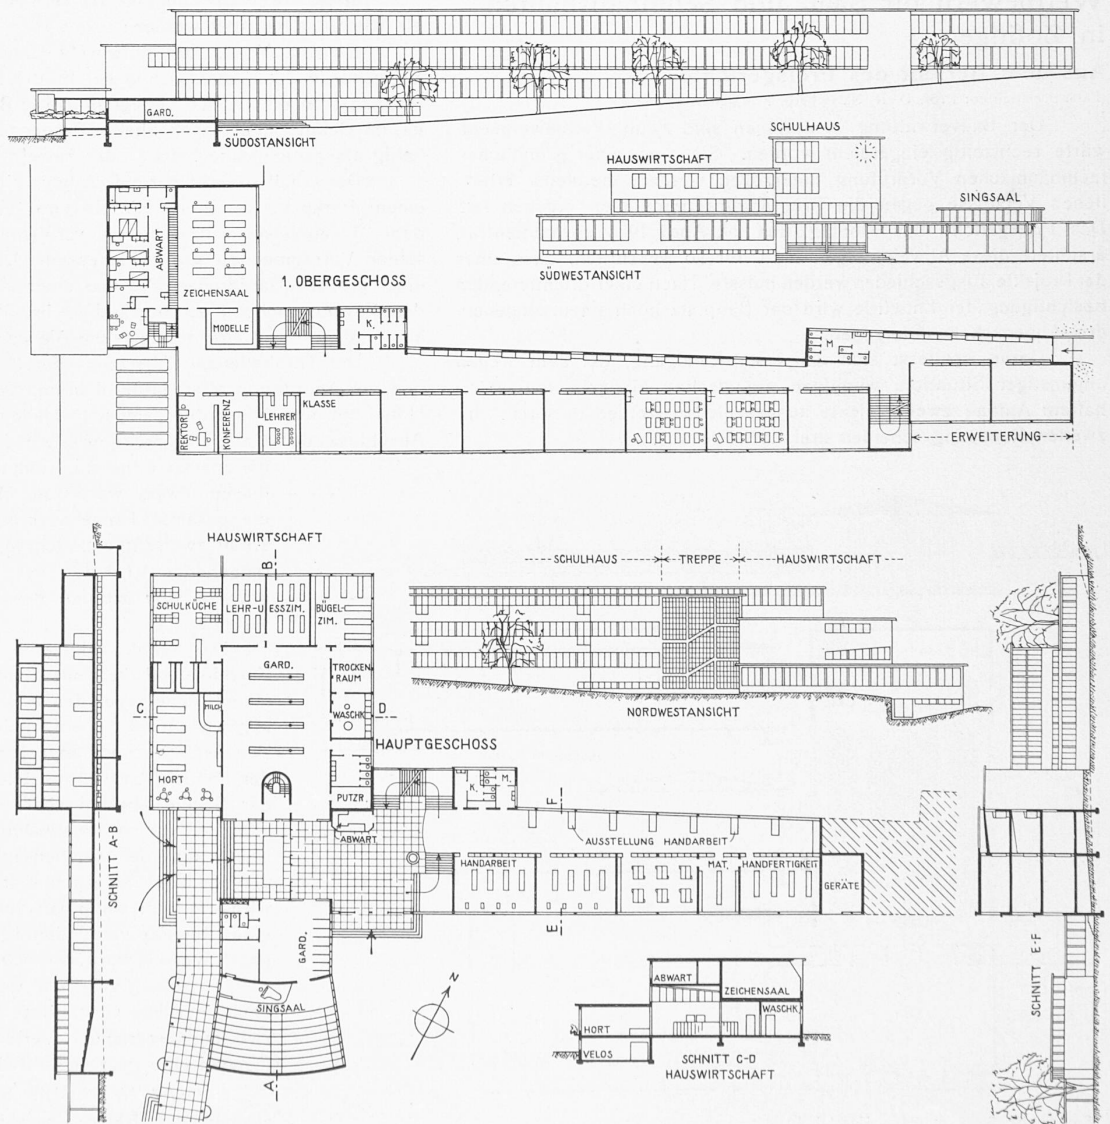 GARD.
SÜDOSTANSICHT
SCHULHAUS
HAUSWIRTSCHAFT
SINGSAAL
SÜDWESTANSICHT
ABWART
ZEICHENSAAL
MODELLE
1. OBERGESCHOSS
K.
M.
REKTOR
KONFERENZ
LEHRER
KLASSE
ERWEITERUNG
HAUSWIRTSCHAFT
B
SCHULKÜCHE
LEHR-U
ESSZIM.
BÜGEL-
ZIM.
GARD.
TROCKEN
RAUM
MILCH
WASCHK.
C
D
HORT
PUTZR.
HAUPTGESCHOSS
ABWART
K.
M.
F
AUSSTELLUNG HANDARBEIT
HANDARBEIT
MAT.
HANDFERTIGKEIT
GERÄTE
E
GARD.
SINGSAAL
A
N
SCHNITT A-B
SCHULHAUS
TREPPE
HAUSWIRTSCHAFT
NORDWESTANSICHT
ABWART
ZEICHENSAAL
WASCHK.
HORT
VELOS
SCHNITT C-D
HAUSWIRTSCHAFT
SCHNITT E-F